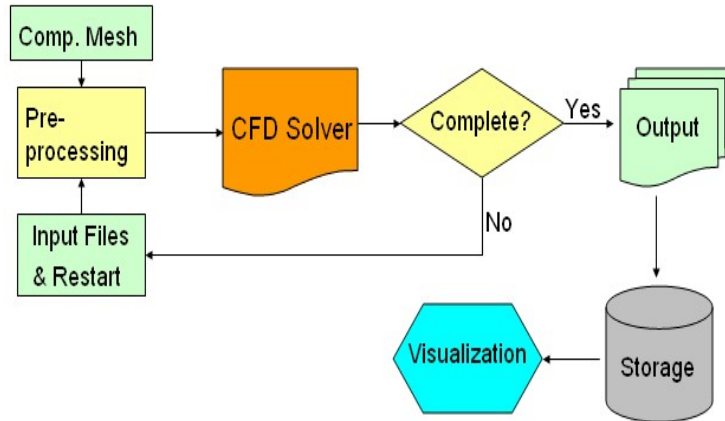 Comp. Mesh
Pre-
processing
CFD Solver
Complete?
Yes
Output
No
Input Files
& Restart
Visualization
Storage